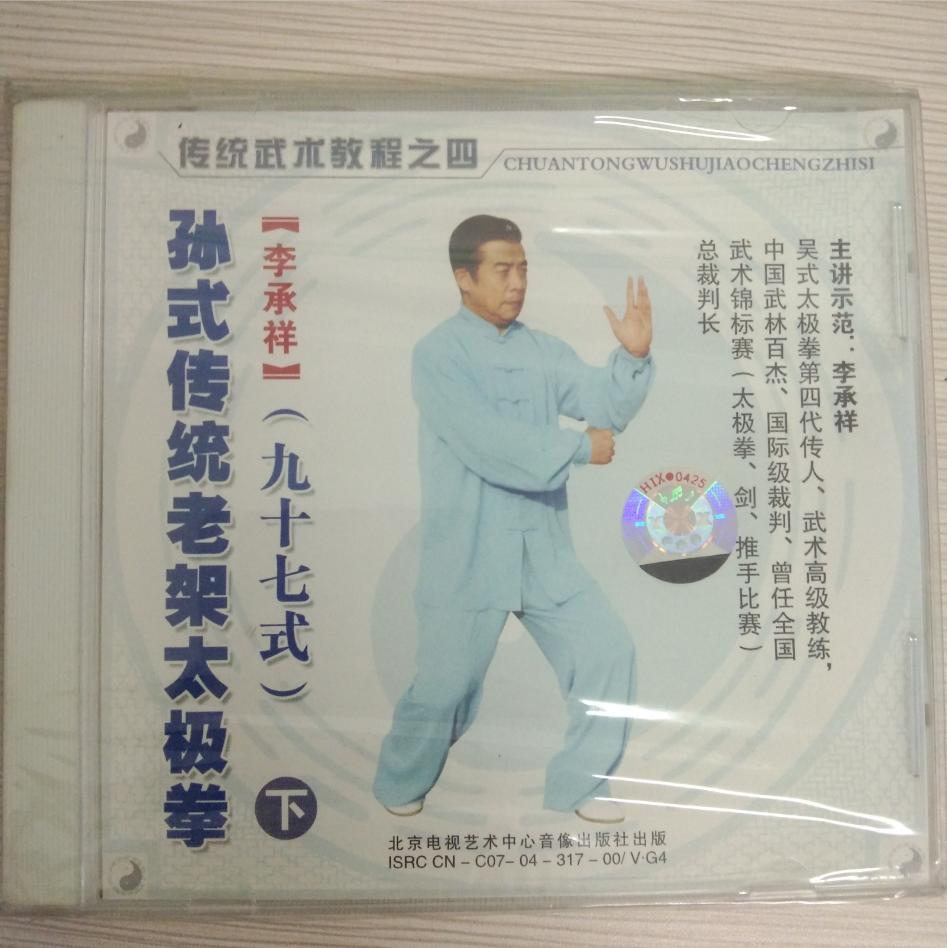 传统武术教程之四
CHUANTONGWUSHUJIAOCHENGZHISI
孙式传统老架太极拳
【李承祥】
（九十七式）
下
主讲示范：李承祥
吴式太极拳第四代传人、武术高级教练，
中国武林百杰、国际级裁判、曾任全国
武术锦标赛（太极拳、剑、推手比赛）
总裁判长
HIX●0425
北京电视艺术中心音像出版社出版
ISRC CN－C07－04－317－00/ V·G4